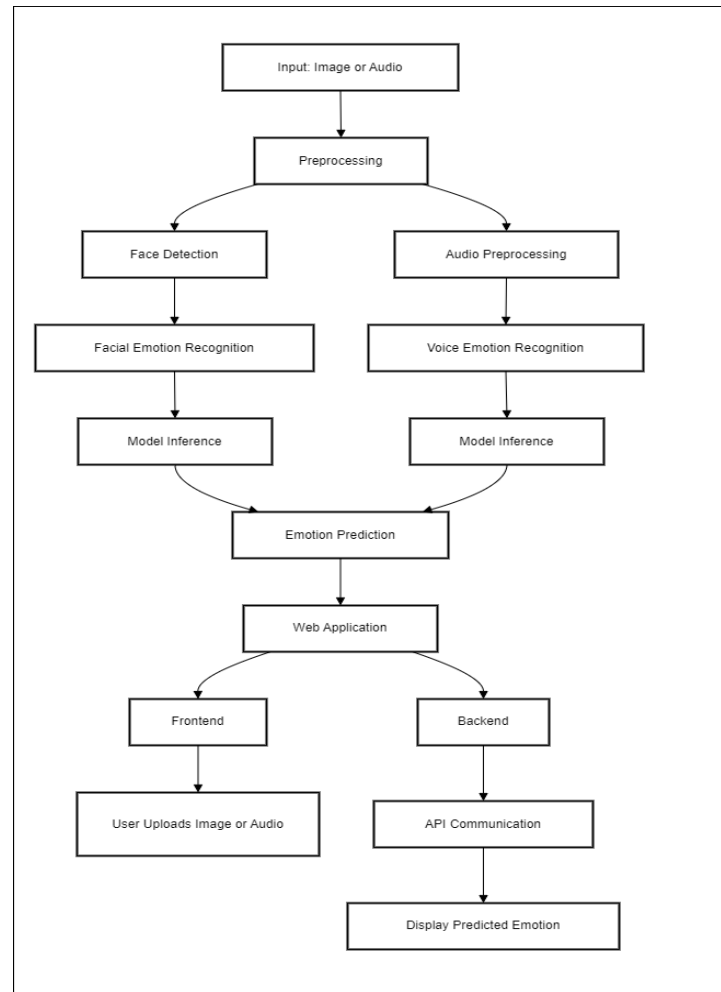 Input: Image or Audio
Preprocessing
Face Detection
Audio Preprocessing
Facial Emotion Recognition
Voice Emotion Recognition
Model Inference
Model Inference
Emotion Prediction
Web Application
Frontend
Backend
User Uploads Image or Audio
API Communication
Display Predicted Emotion